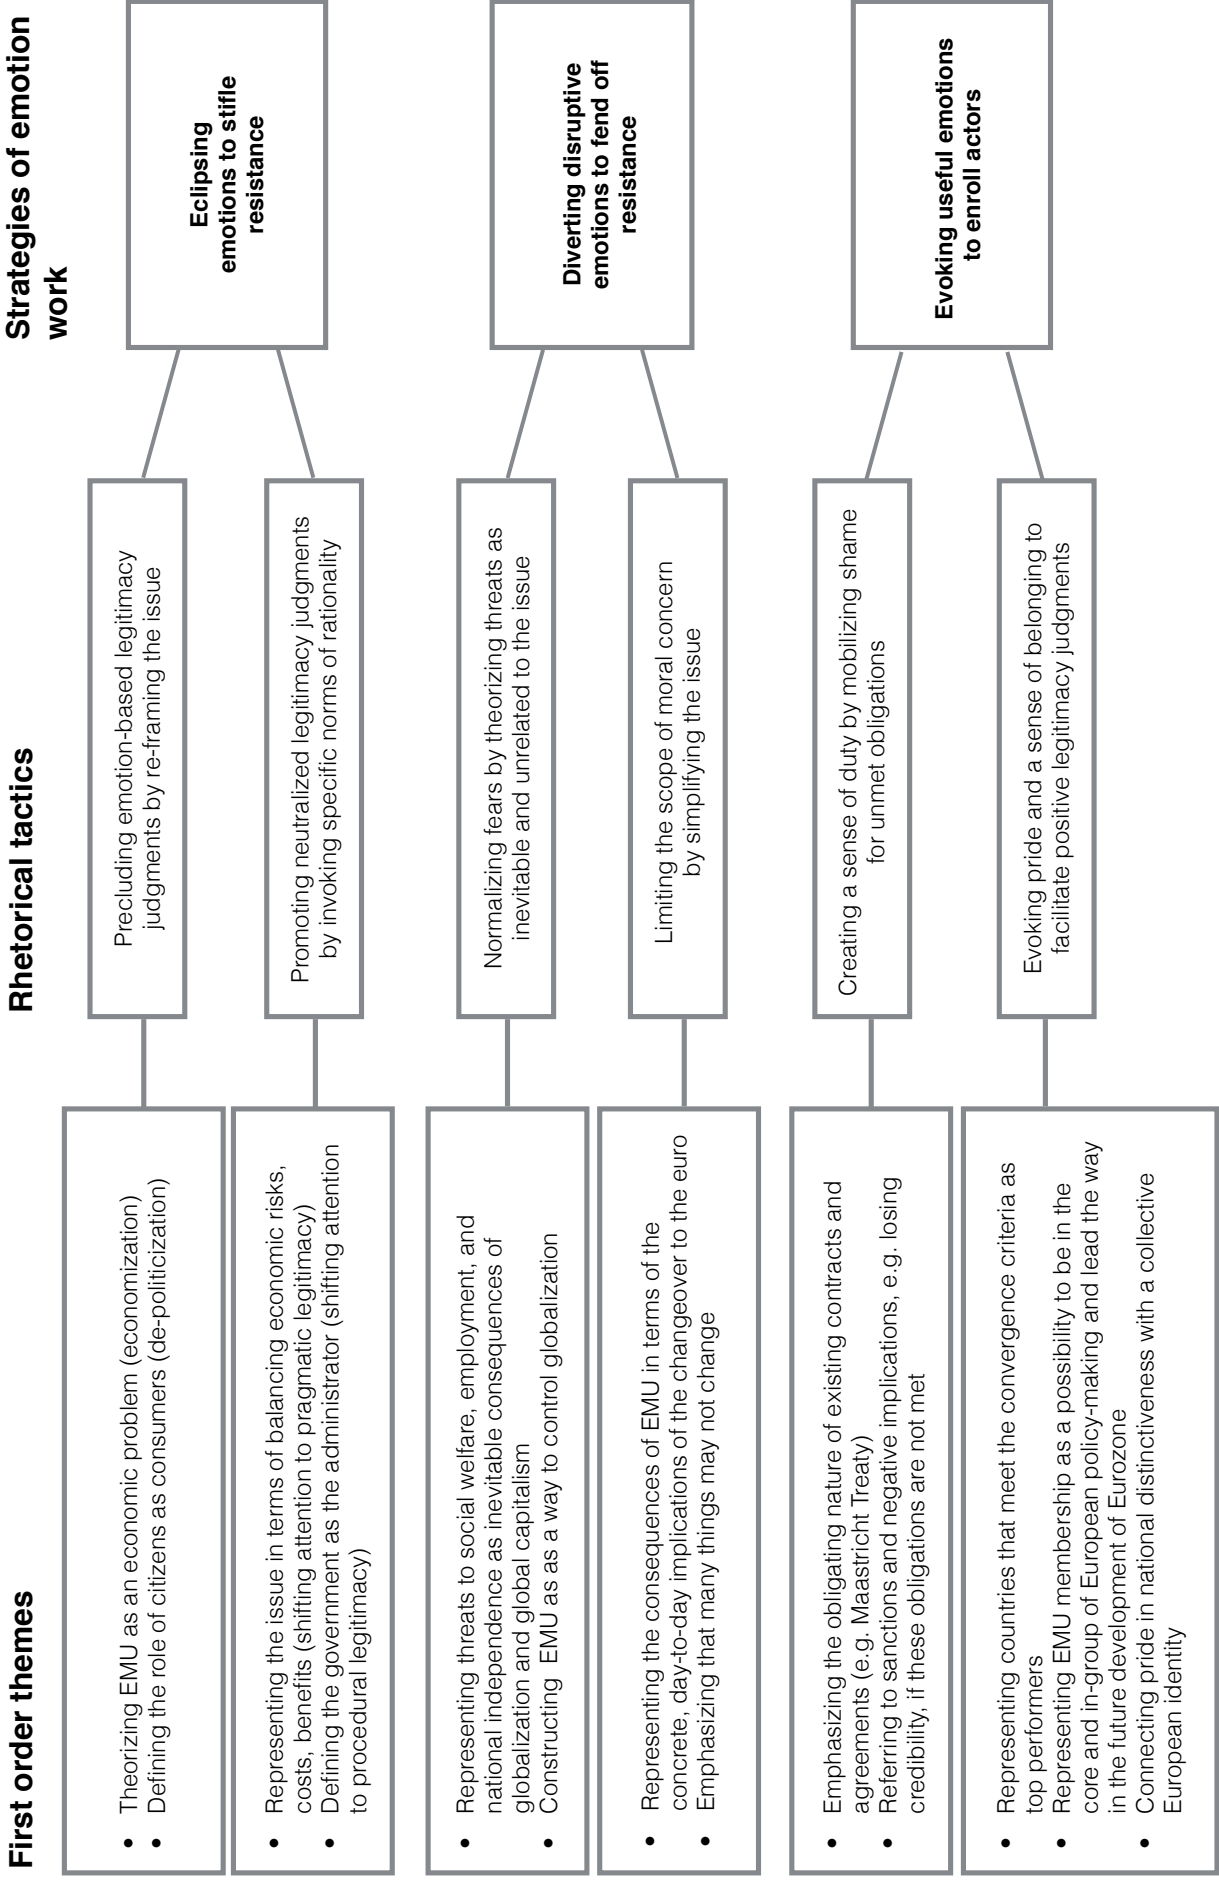 First order themes
Rhetorical tactics
Strategies of emotion
work
• Theorizing EMU as an economic problem (economization)
• Defining the role of citizens as consumers (de-politicization)
Precluding emotion-based legitimacy
judgments by re-framing the issue
Eclipsing
emotions to stifle
resistance
• Representing the issue in terms of balancing economic risks,
costs, benefits (shifting attention to pragmatic legitimacy)
• Defining the government as the administrator (shifting attention
to procedural legitimacy)
Promoting neutralized legitimacy judgments
by invoking specific norms of rationality
• Representing threats to social welfare, employment, and
national independence as inevitable consequences of
globalization and global capitalism
• Constructing EMU as as a way to control globalization
Normalizing fears by theorizing threats as
inevitable and unrelated to the issue
Diverting disruptive
emotions to fend off
resistance
• Representing the consequences of EMU in terms of the
concrete, day-to-day implications of the changeover to the euro
• Emphasizing that many things may not change
Limiting the scope of moral concern
by simplifying the issue
• Emphasizing the obligating nature of existing contracts and
agreements (e.g. Maastricht Treaty)
• Referring to sanctions and negative implications, e.g. losing
credibility, if these obligations are not met
Creating a sense of duty by mobilizing shame
for unmet obligations
Evoking useful emotions
to enroll actors
• Representing countries that meet the convergence criteria as
top performers
• Representing EMU membership as a possibility to be in the
core and in-group of European policy-making and lead the way
in the future development of Eurozone
• Connecting pride in national distinctiveness with a collective
European identity
Evoking pride and a sense of belonging to
facilitate positive legitimacy judgments